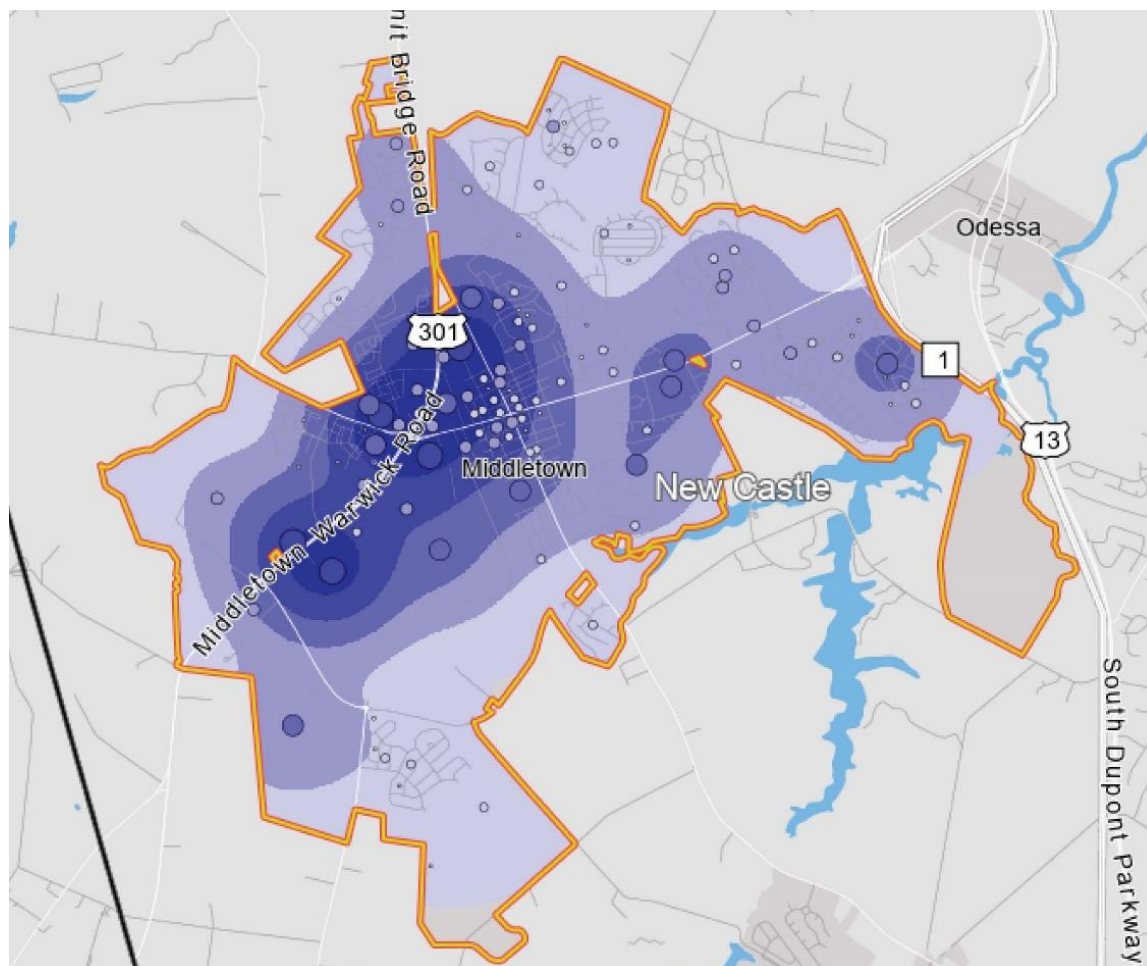 nit Bridge Road
Odessa
301
1
13
Middletown
New Castle
Middletown Warwick Road
South Dupont Parkway